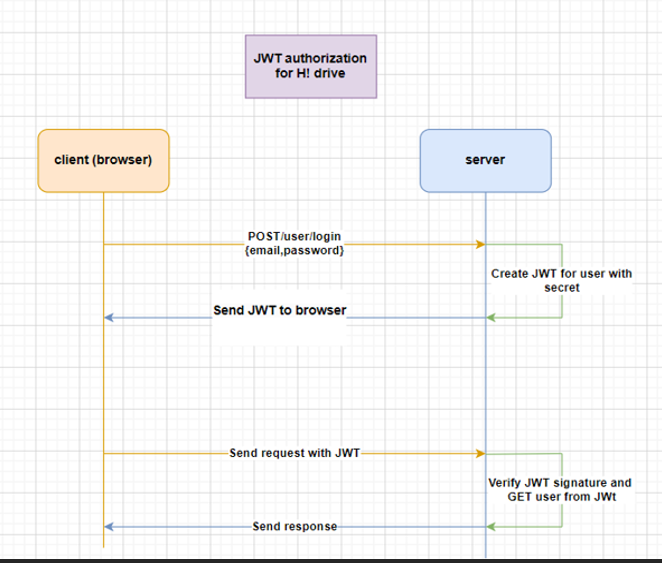 JWT authorization
for H! drive
client (browser)
server
POST/user/login
{email,password}
Create JWT for user with
secret
Send JWT to browser
Send request with JWT
Verify JWT signature and
GET user from JWt
Send response